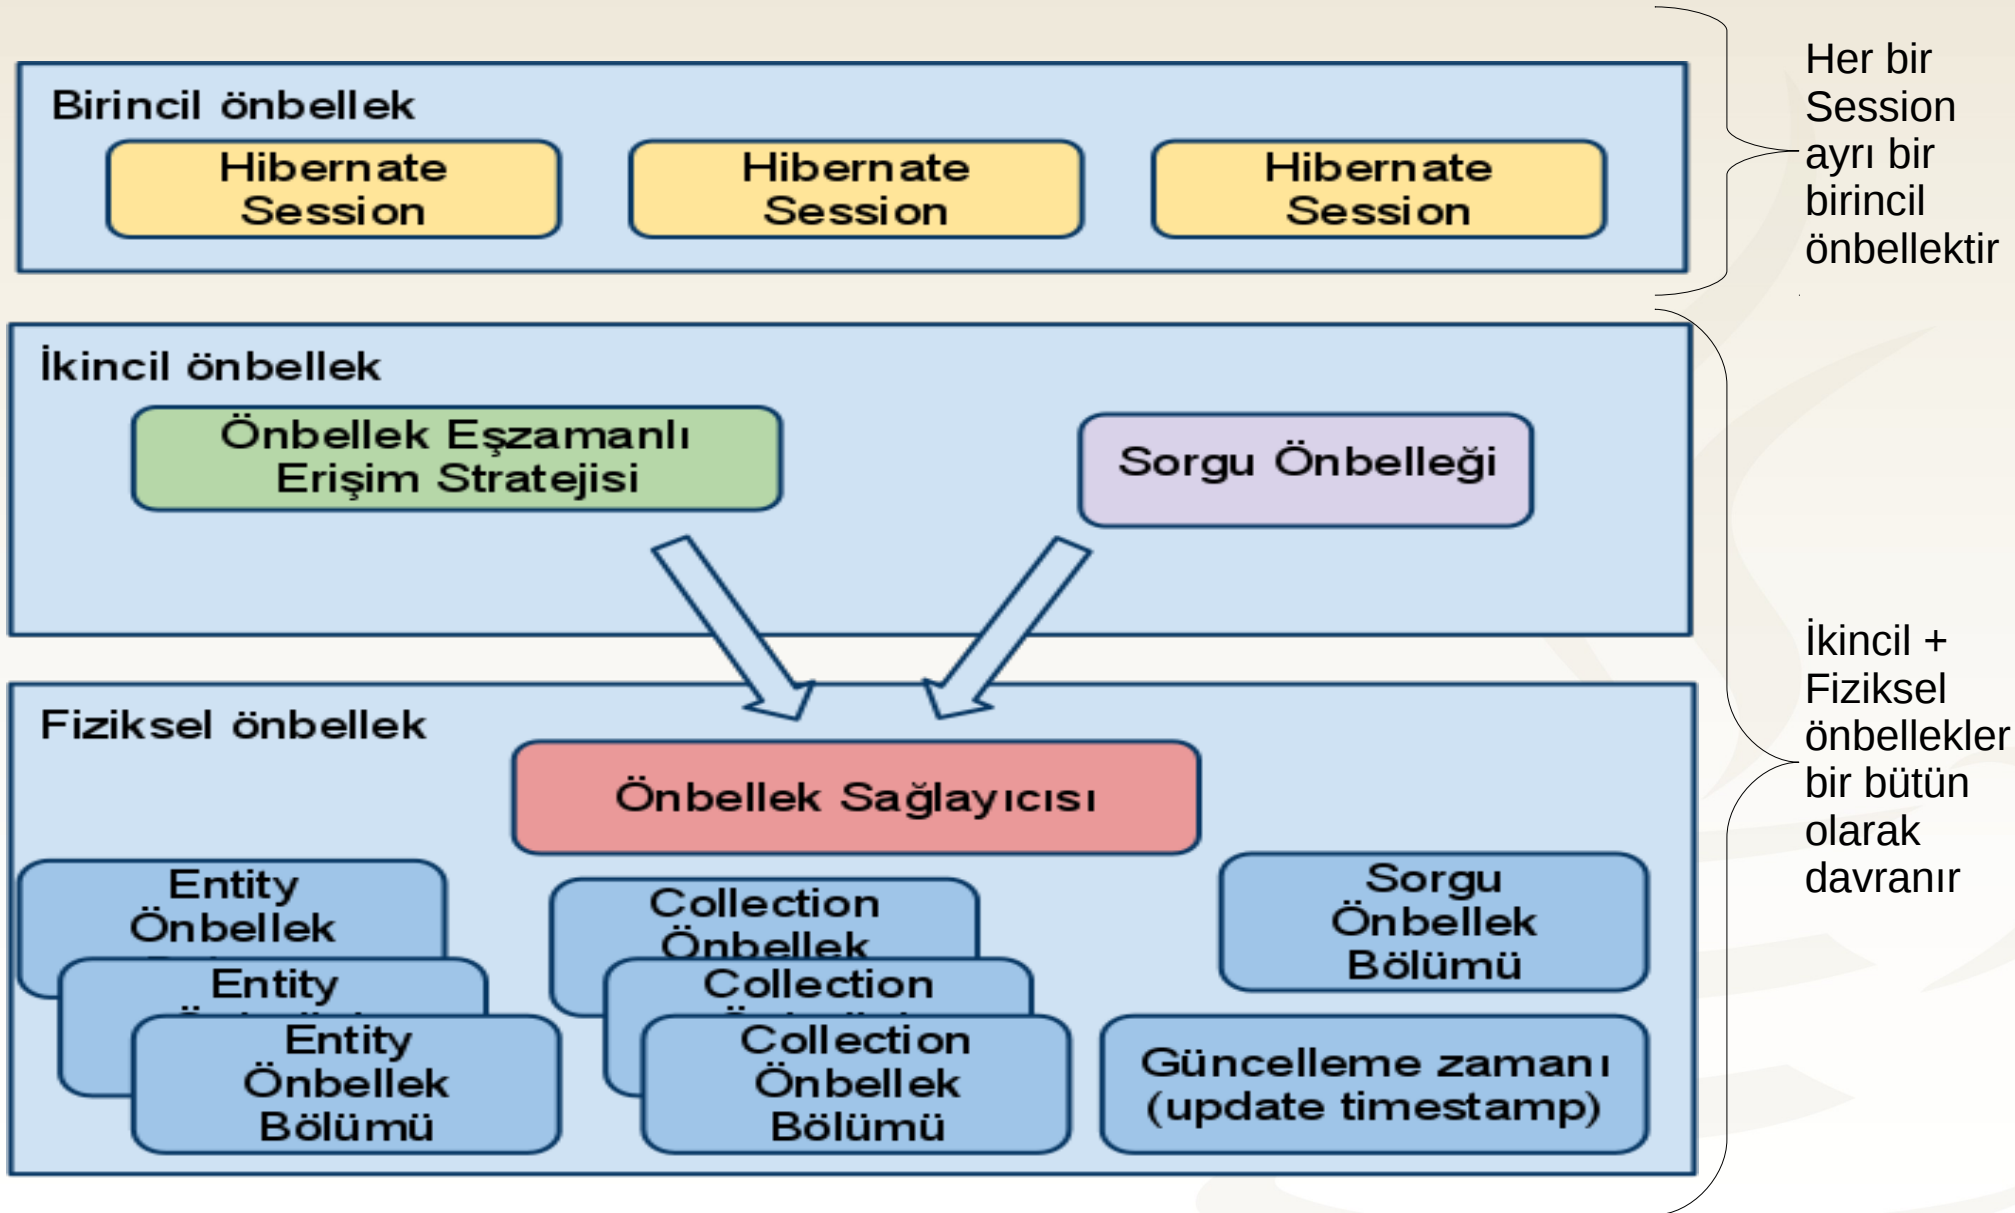 Birincil önbellek
Hibernate
Session
Hibernate
Session
Hibernate
Session
Her bir
Session
ayrı bir
birincil
önbellektir
İkincil önbellek
Önbellek Eşzamanlı
Erişim Stratejisi
Sorgu Önbelleği
Fiziksel önbellek
Önbellek Sağlayıcısı
Entity
Önbellek
Entity
Entity
Önbellek
Bölümü
Collection
Önbellek
Collection
Collection
Önbellek
Bölümü
Sorgu
Önbellek
Bölümü
Güncelleme zamanı
(update timestamp)
İkincil +
Fiziksel
önbellekler
bir bütün
olarak
davranır